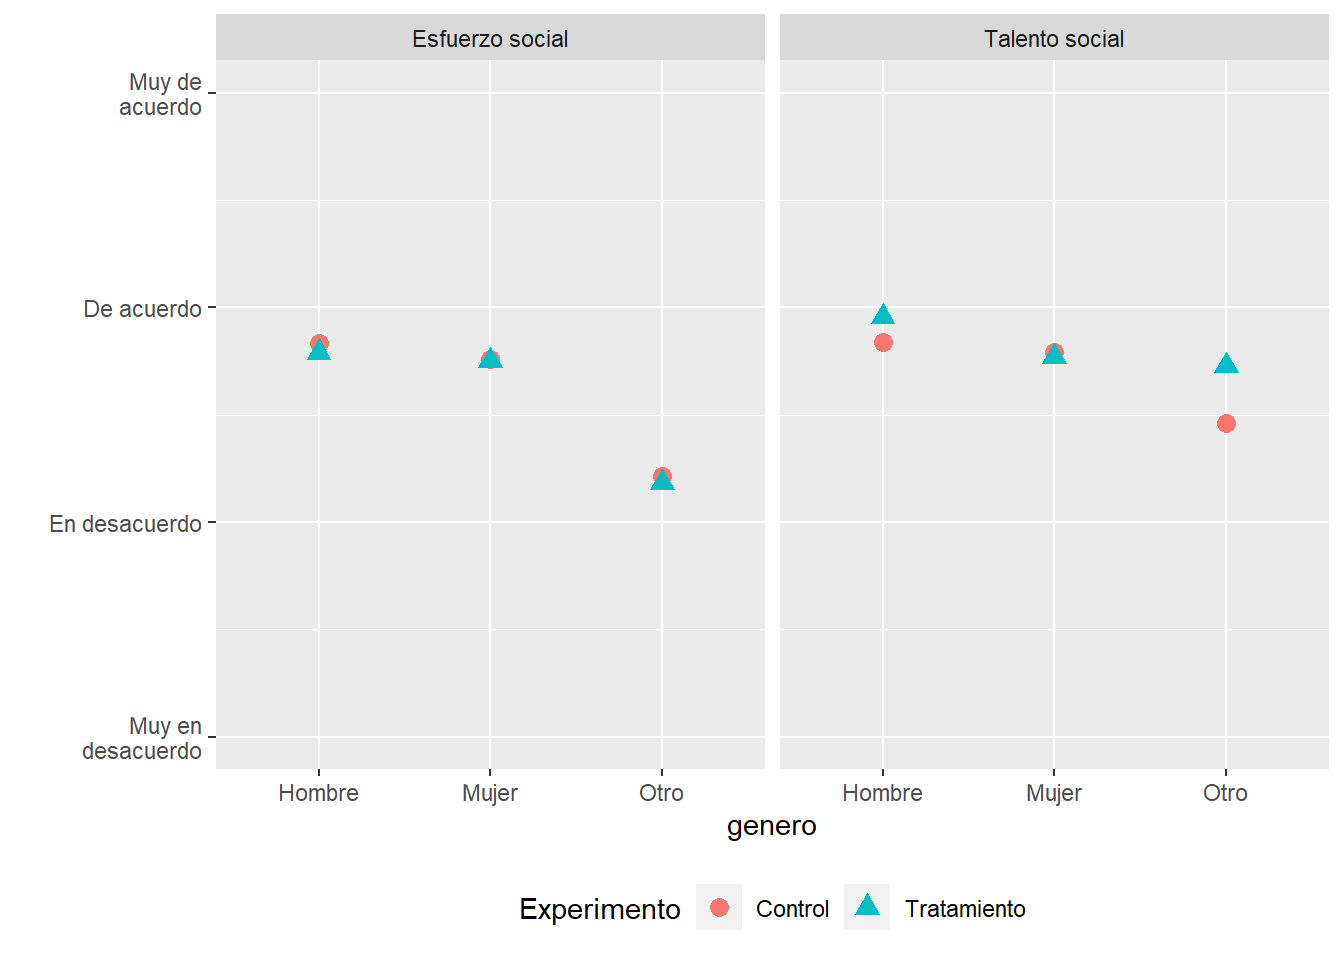 Esfuerzo social
Talento social
Muy de
acuerdo
De acuerdo
En desacuerdo
Muy en
desacuerdo
Hombre
Mujer
Otro
Hombre
Mujer
Otro
genero
Experimento
Control
Tratamiento